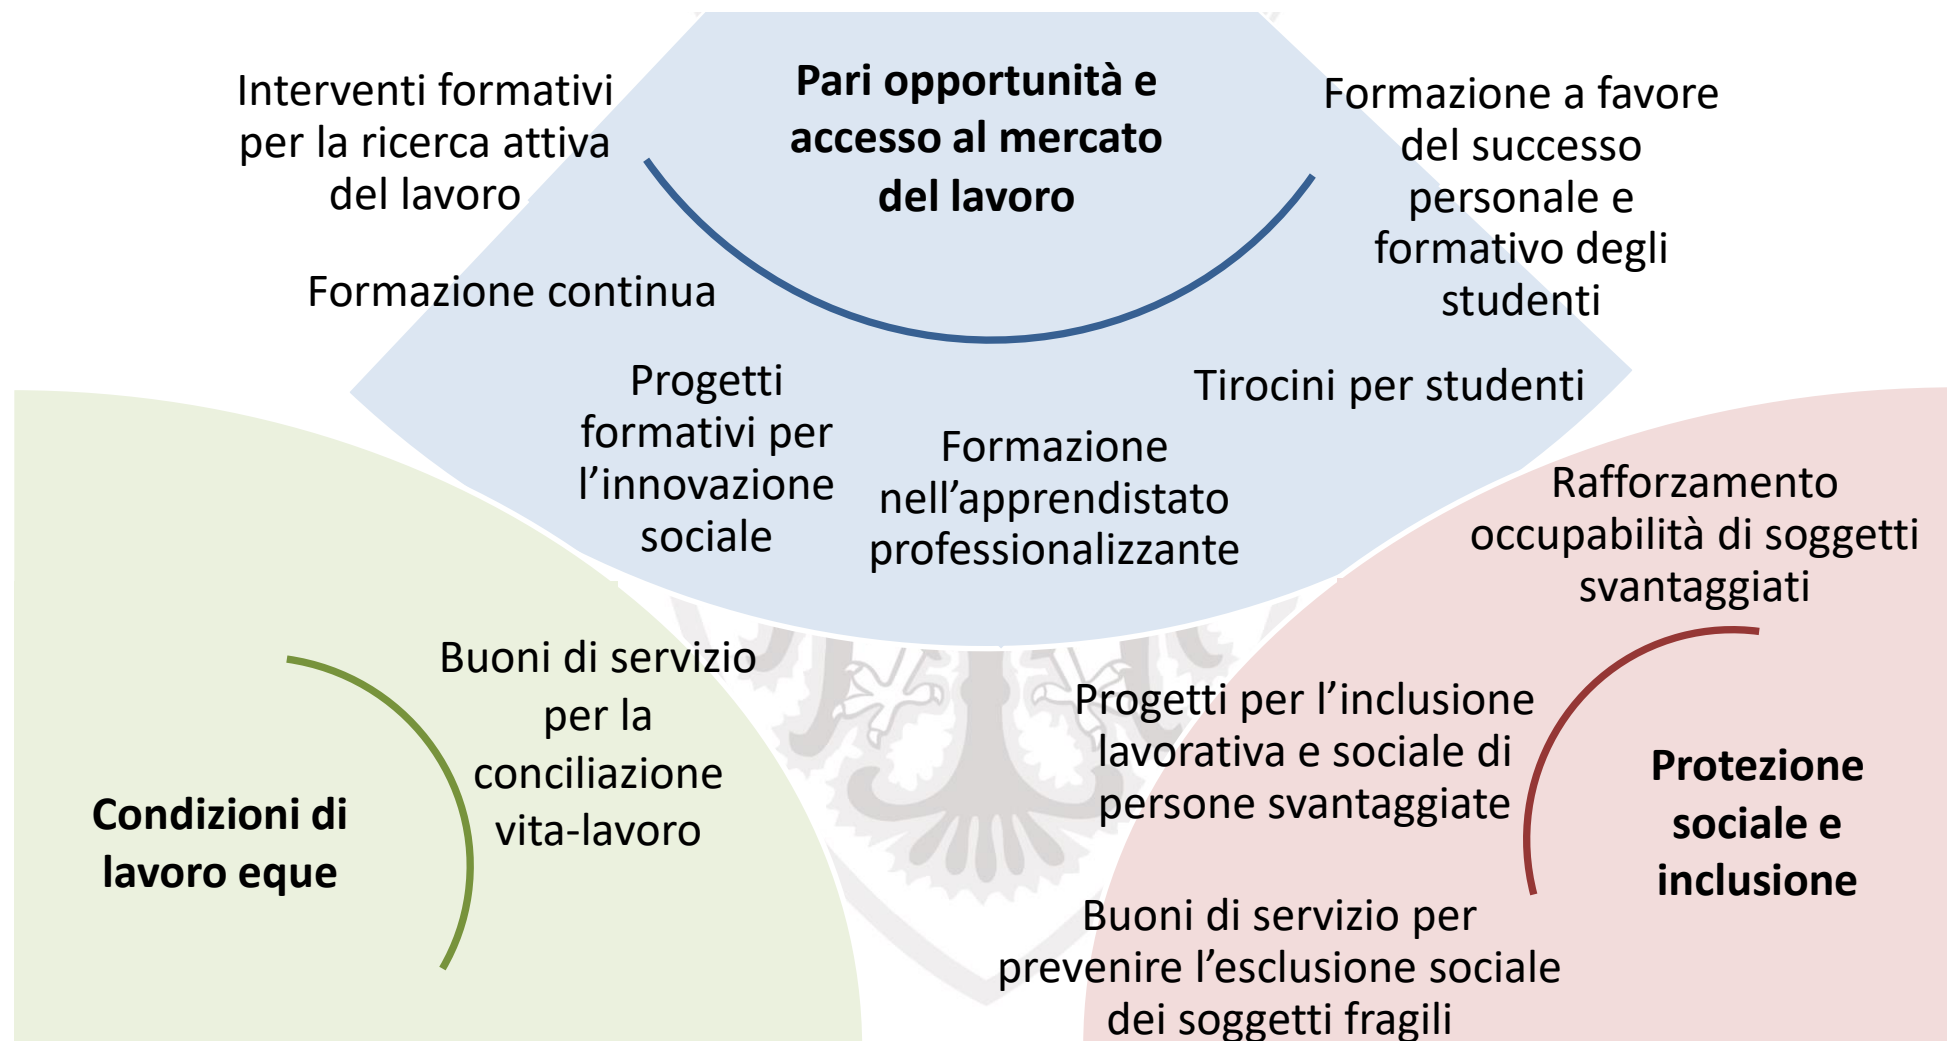 Interventi formativi
per la ricerca attiva
del lavoro
Pari opportunità e
accesso al mercato
del lavoro
Formazione a favore
del successo
personale e
formativo degli
studenti
Formazione continua
Progetti
formativi per
l’innovazione
sociale
Formazione
nell’apprendistato
professionalizzante
Tirocini per studenti
Condizioni di
lavoro eque
Buoni di servizio
per la
conciliazione
vita-lavoro
Rafforzamento
occupabilità di soggetti
svantaggiati
Progetti per l’inclusione
lavorativa e sociale di
persone svantaggiate
Protezione
sociale e
inclusione
Buoni di servizio per
prevenire l’esclusione sociale
dei soggetti fragili